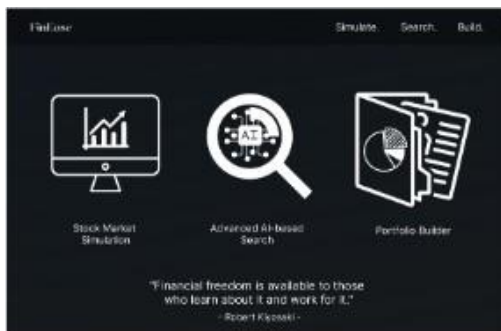 FinEase
Simulate. Search. Build.
AI
Stock Market
Simulation
Advanced AI-based
Search
Portfolio Builder
"Financial freedom is available to those
who learn about it and work for it."
- Robert Kiyosaki -